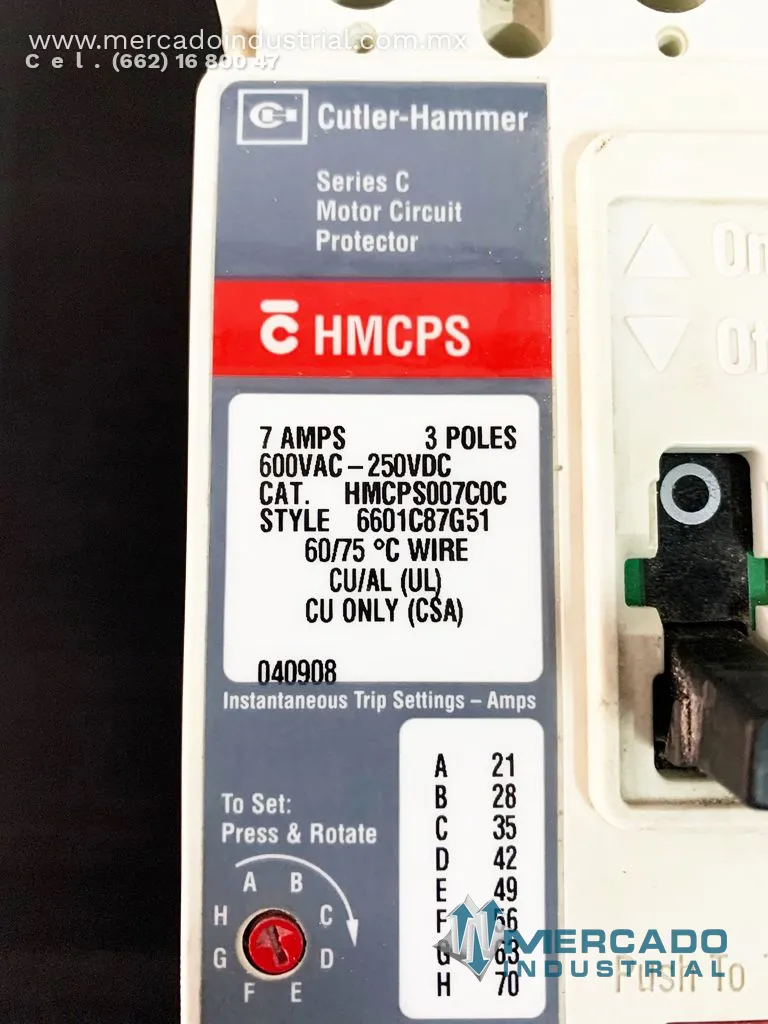 www.mercadoindustrial.com.mx
Cel. (662) 16 800 47
Cutler-Hammer
Series C
Motor Circuit
Protector
C HMCPS
7 AMPS 3 POLES
600VAC – 250VDC
CAT. HMCPS007C0C
STYLE 6601C87G51
60/75 °C WIRE
CU/AL (UL)
CU ONLY (CSA)
040908
Instantaneous Trip Settings – Amps
To Set:
Press & Rotate
A B
H C
G D
F E
A 21
B 28
C 35
D 42
E 49
F 56
G 63
H 70
On
Off
MERCADO
INDUSTRIAL
Push To